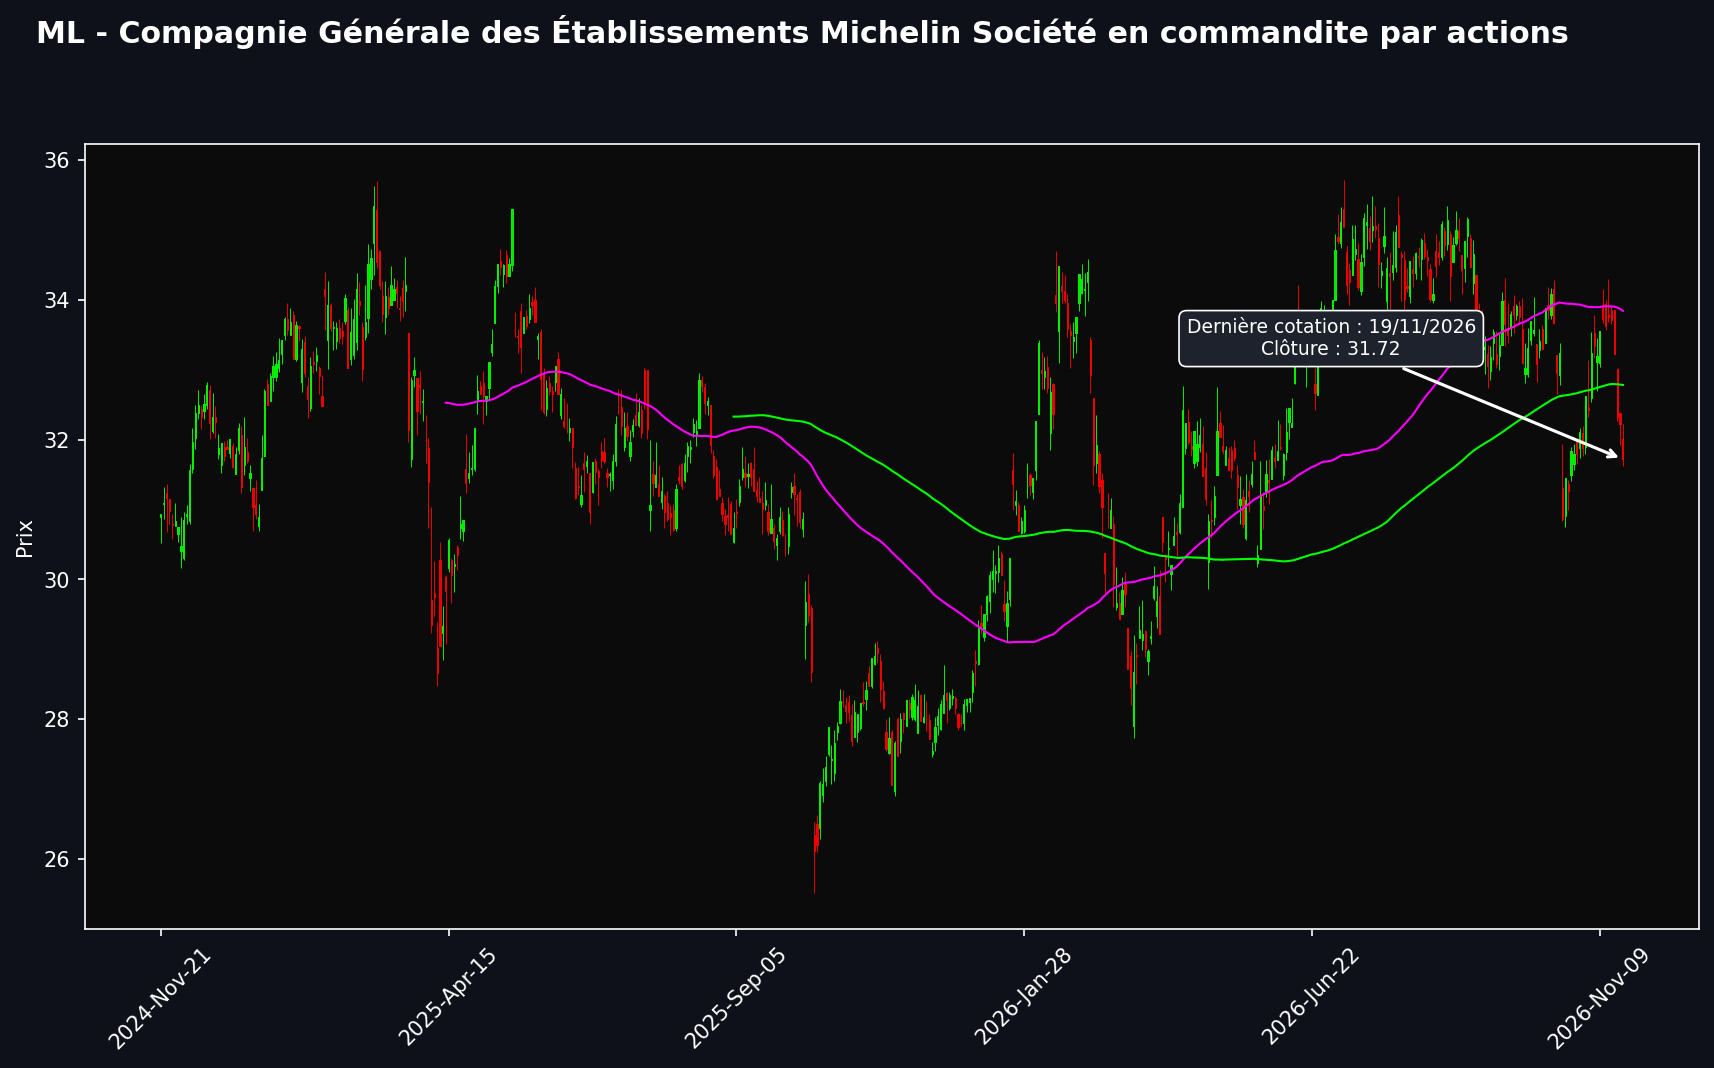 ML - Compagnie Générale des Établissements Michelin Société en commandite par actions
36
34
32
30
28
26
Prix
Dernière cotation : 19/11/2026
Clôture : 31.72
2024-Nov-21
2025-Apr-15
2025-Sep-05
2026-Jan-28
2026-Jun-22
2026-Nov-09